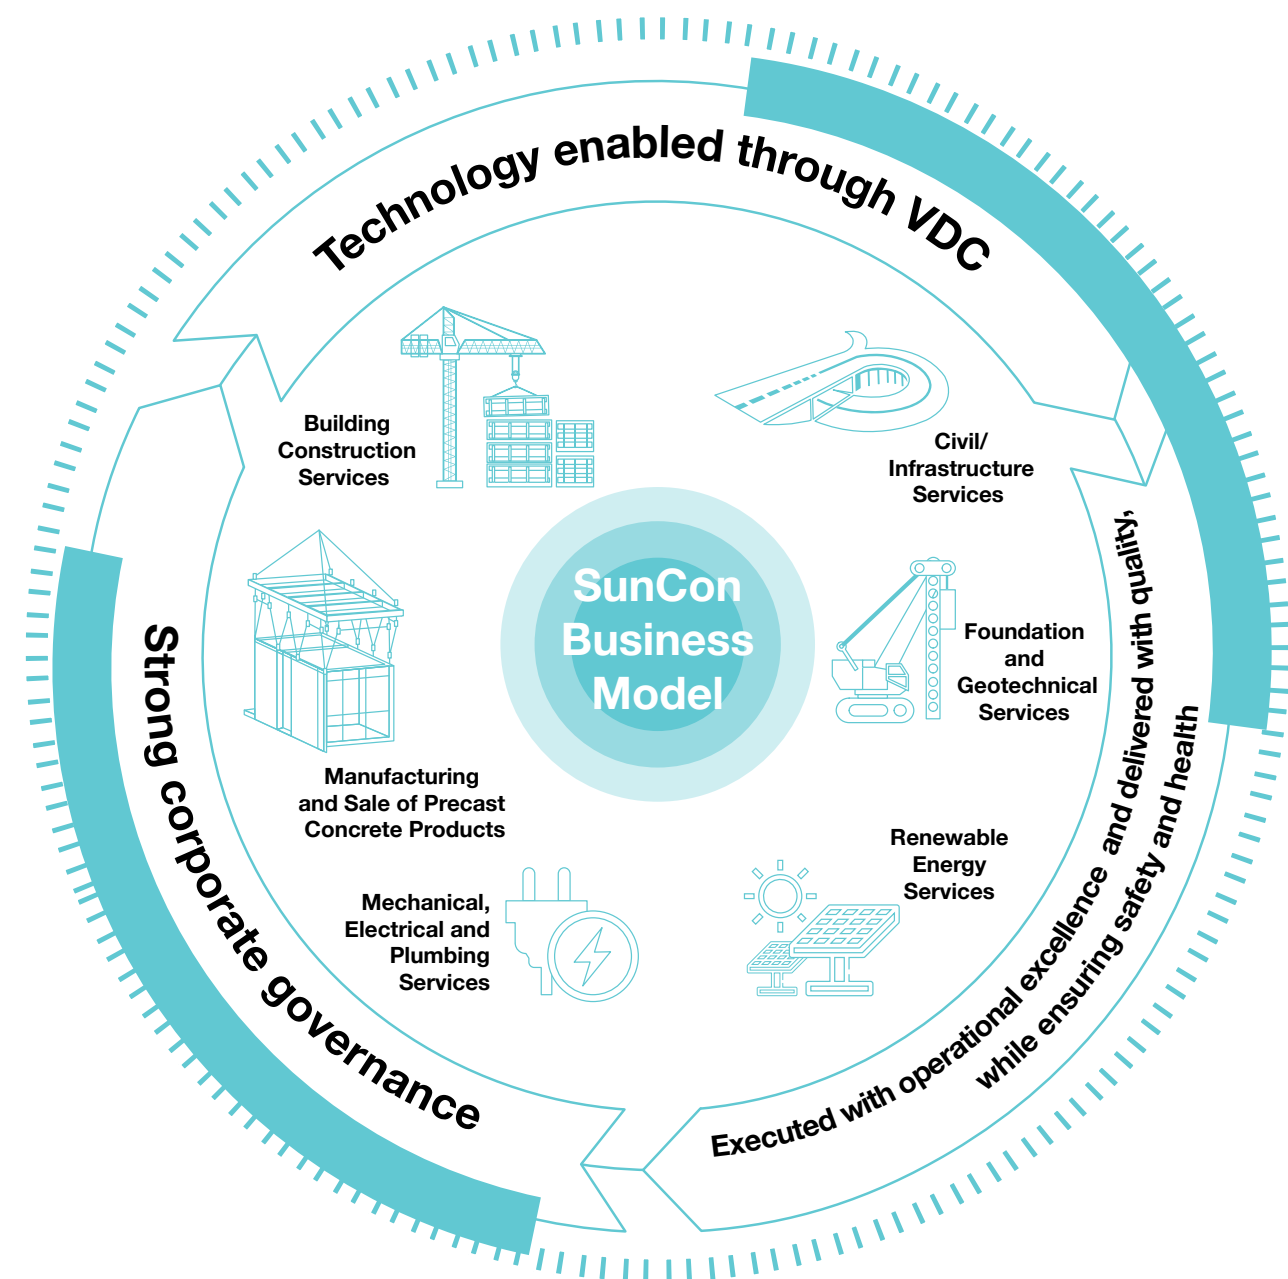 Technology enabled through VDC
Building
Construction
Services
Civil/
Infrastructure
Services
SunCon
Business
Model
Foundation
and
Geotechnical
Services
Manufacturing
and Sale of Precast
Concrete Products
Renewable
Energy
Services
Mechanical,
Electrical and
Plumbing
Services
Strong corporate governance
Executed with operational excellence and delivered with quality,
while ensuring safety and health